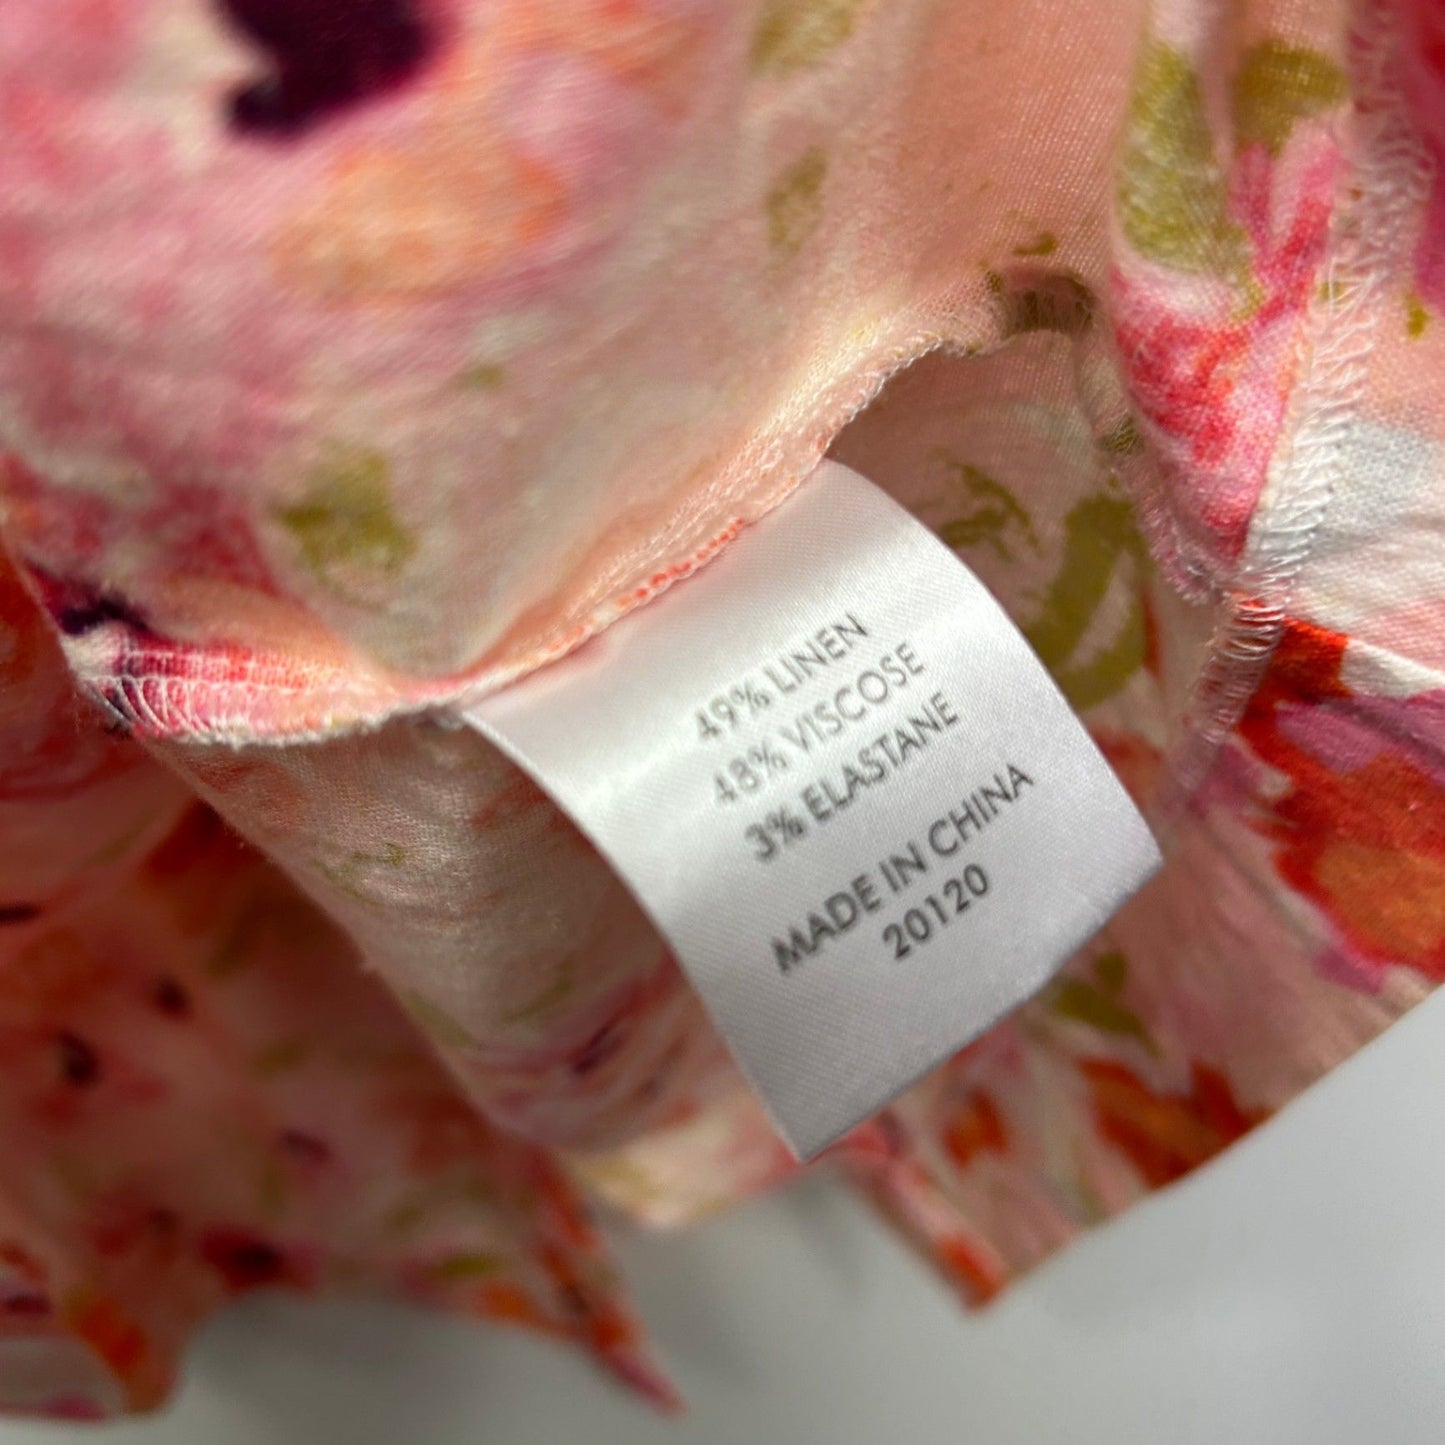 49% LINEN
48% VISCOSE
3% ELASTANE
MADE IN CHINA
20120